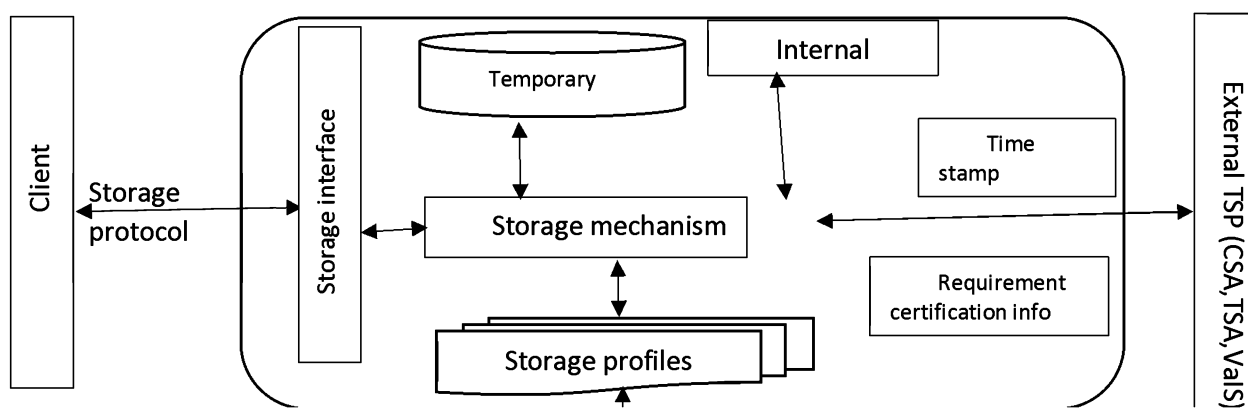 Client
Storage
protocol
Storage interface
Temporary
Internal
Storage mechanism
Time
stamp
Requirement
certification info
Storage profiles
External TSP (CSA,TSA,ValS)